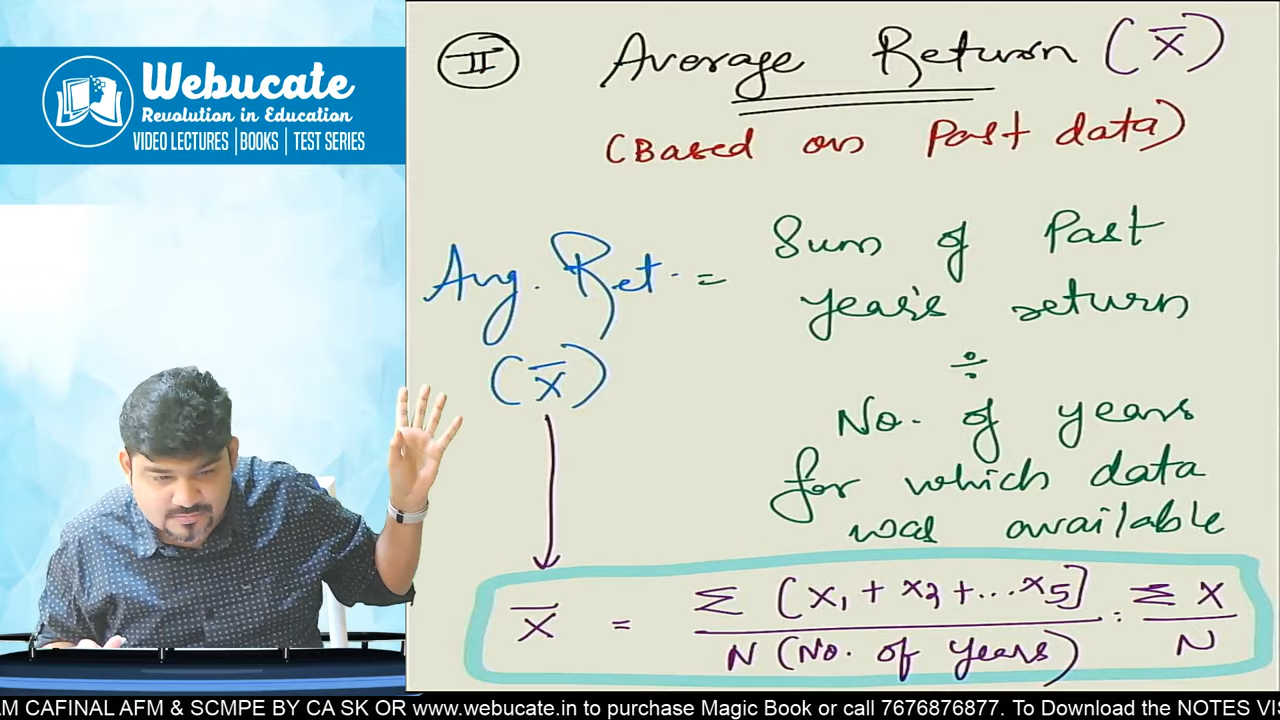 Webucate
Revolution in Education
VIDEO LECTURES | BOOKS | TEST SERIES
II Average Return (x̅)
(Based on Past data)
Avg. Ret. = Sum of Past
year's return
÷
(x̅)
No. of years
for which data
was available
x̅ = Σ [x₁ + x₂ + ... x₅] / N (No. of years) : Σ x / N
AM CAFINAL AFM & SCMPE BY CA SK OR www.webucate.in to purchase Magic Book or call 7676876877. To Download the NOTES VIS